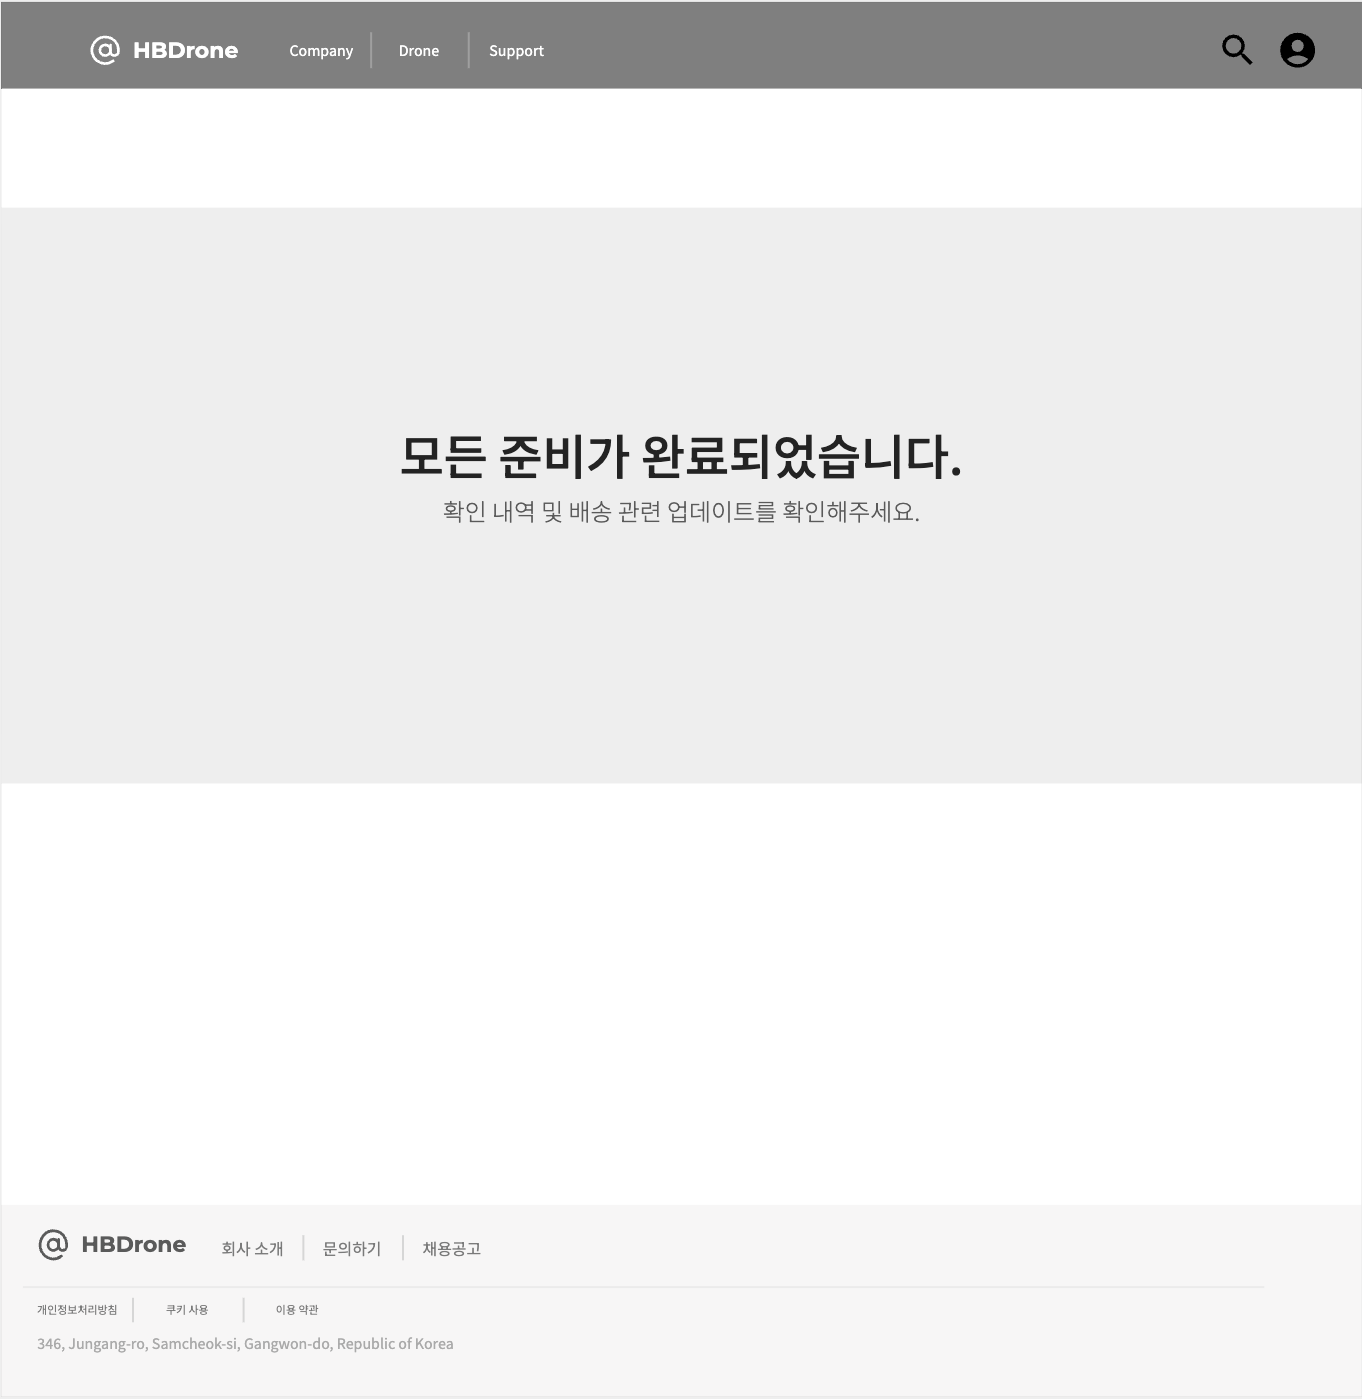 @ HBDrone Company Drone Support
모든 준비가 완료되었습니다.
확인 내역 및 배송 관련 업데이트를 확인해주세요.
@ HBDrone 회사 소개 문의하기 채용공고
개인정보처리방침 쿠키 사용 이용 약관
346, Jungang-ro, Samcheok-si, Gangwon-do, Republic of Korea